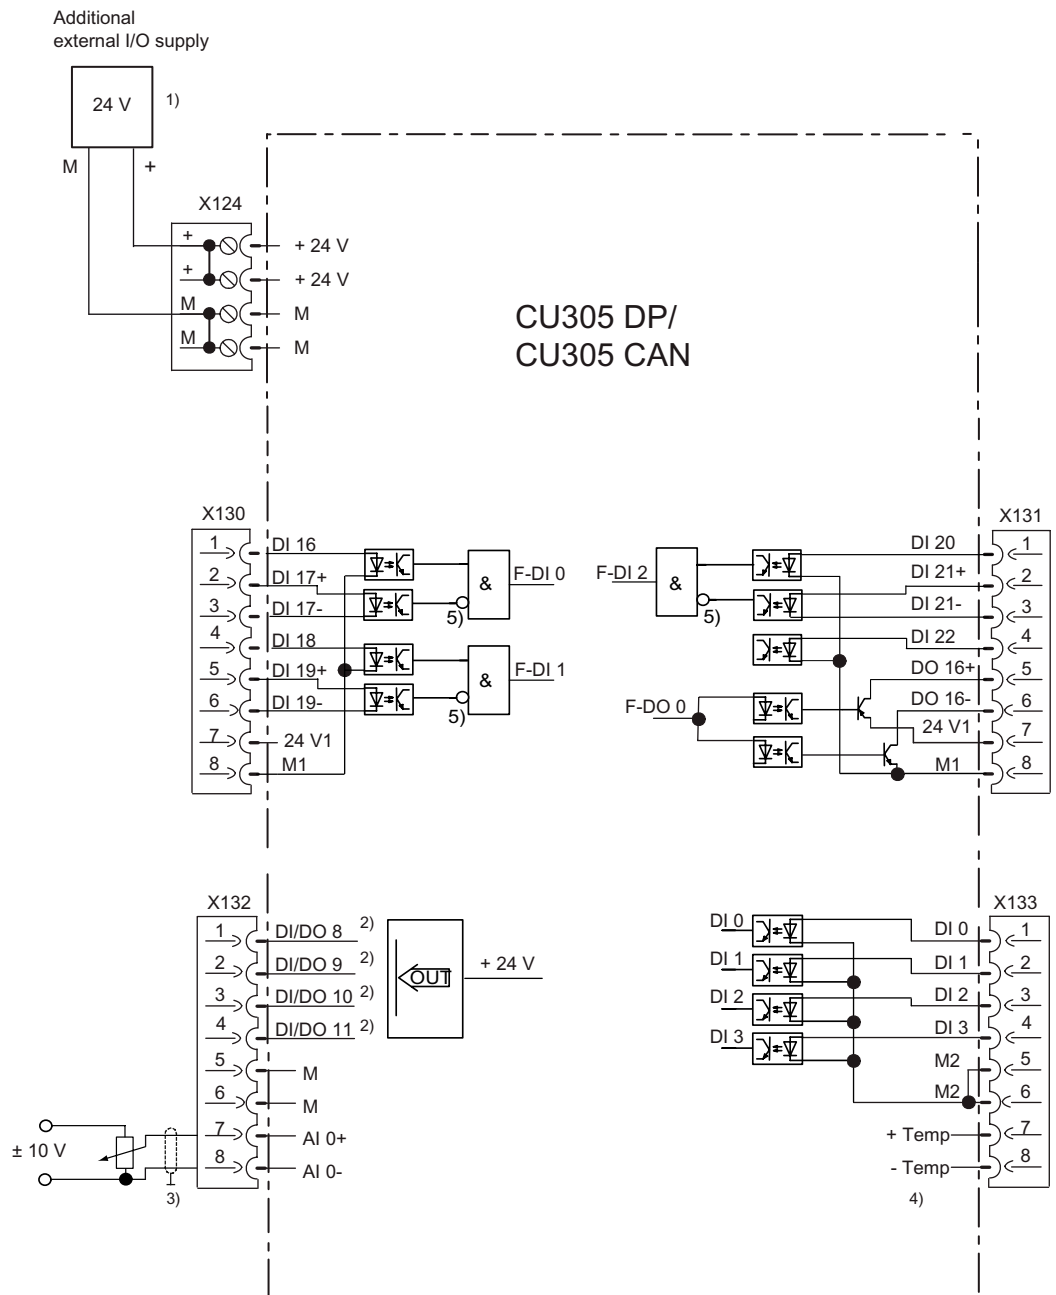 Additional
external I/O supply
24 V
1)
M
+
X124
+
+ 24 V
+
+ 24 V
M
M
M
M
CU305 DP/
CU305 CAN
X130
1
DI 16
2
DI 17+
3
DI 17-
4
DI 18
5
DI 19+
6
DI 19-
7
24 V1
8
M1
&
F-DI 0
5)
&
F-DI 1
5)
X131
F-DI 2
&
5)
F-DO 0
DI 20
1
DI 21+
2
DI 21-
3
DI 22
4
DO 16+
5
DO 16-
6
24 V1
7
M1
8
X132
1
DI/DO 8
2)
2
DI/DO 9
2)
3
DI/DO 10
2)
4
DI/DO 11
2)
5
M
6
M
7
AI 0+
8
AI 0-
OUT
+ 24 V
± 10 V
3)
X133
DI 0
DI 0
1
DI 1
DI 1
2
DI 2
DI 2
3
DI 3
DI 3
4
M2
5
M2
6
+ Temp
7
- Temp
8
4)